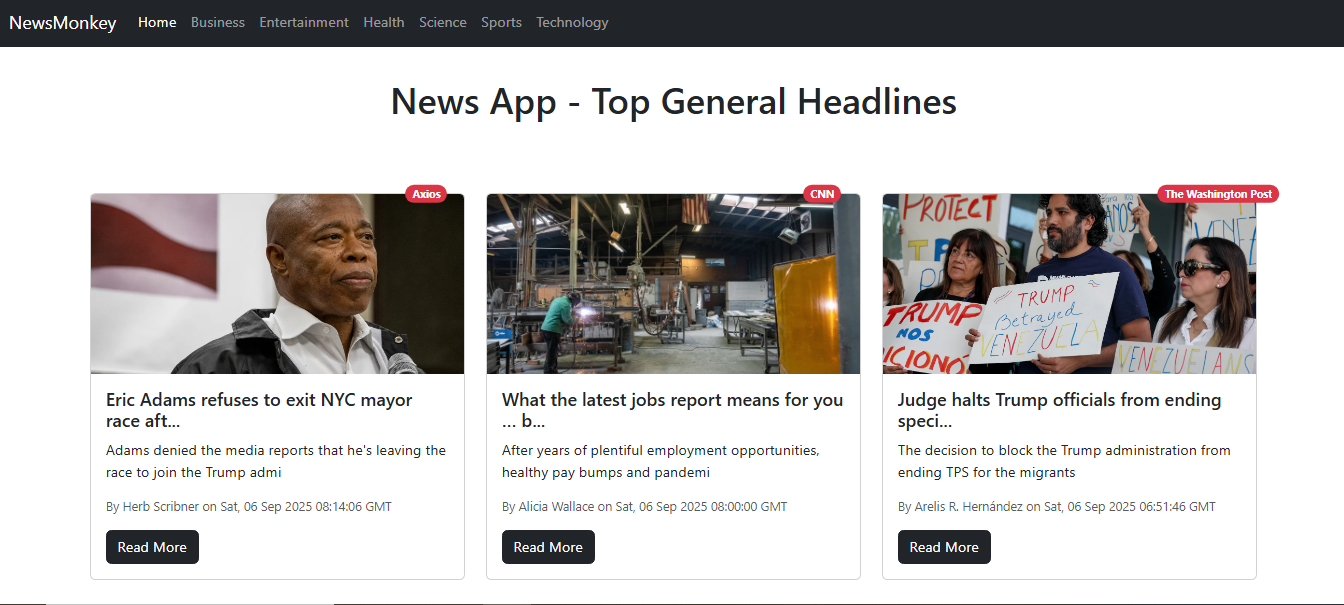 NewsMonkey Home Business Entertainment Health Science Sports Technology
News App - Top General Headlines
Axios
CNN
The Washington Post
PROTECT
TRUMP
NOS
TRUMP
Betrayed
VENEZUELA
VENEZUELANS
Eric Adams refuses to exit NYC mayor
race aft...
Adams denied the media reports that he's leaving the
race to join the Trump admi
By Herb Scribner on Sat, 06 Sep 2025 08:14:06 GMT
Read More
What the latest jobs report means for you
... b...
After years of plentiful employment opportunities,
healthy pay bumps and pandemi
By Alicia Wallace on Sat, 06 Sep 2025 08:00:00 GMT
Read More
Judge halts Trump officials from ending
speci...
The decision to block the Trump administration from
ending TPS for the migrants
By Arelis R. Hernández on Sat, 06 Sep 2025 06:51:46 GMT
Read More